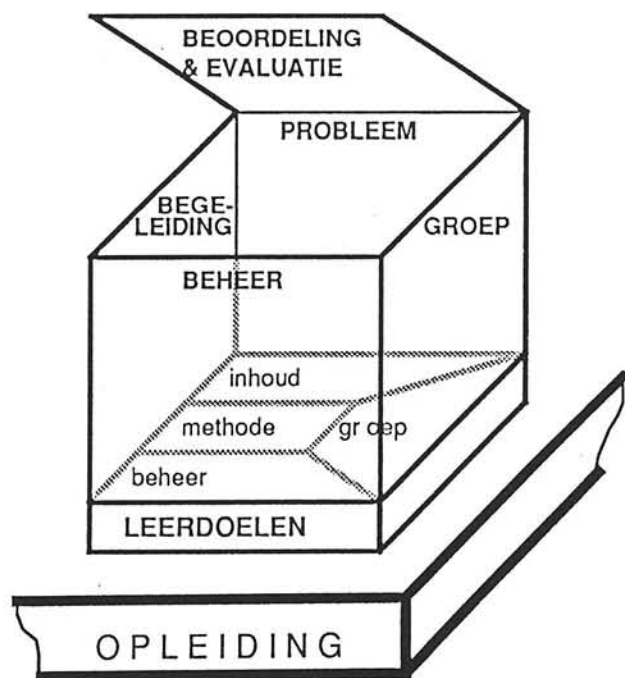 BEOORDELING
& EVALUATIE
PROBLEEM
BEGE-
LEIDING
GROEP
BEHEER
inhoud
methode groep
beheer
LEERDOELEN
OPLEIDING